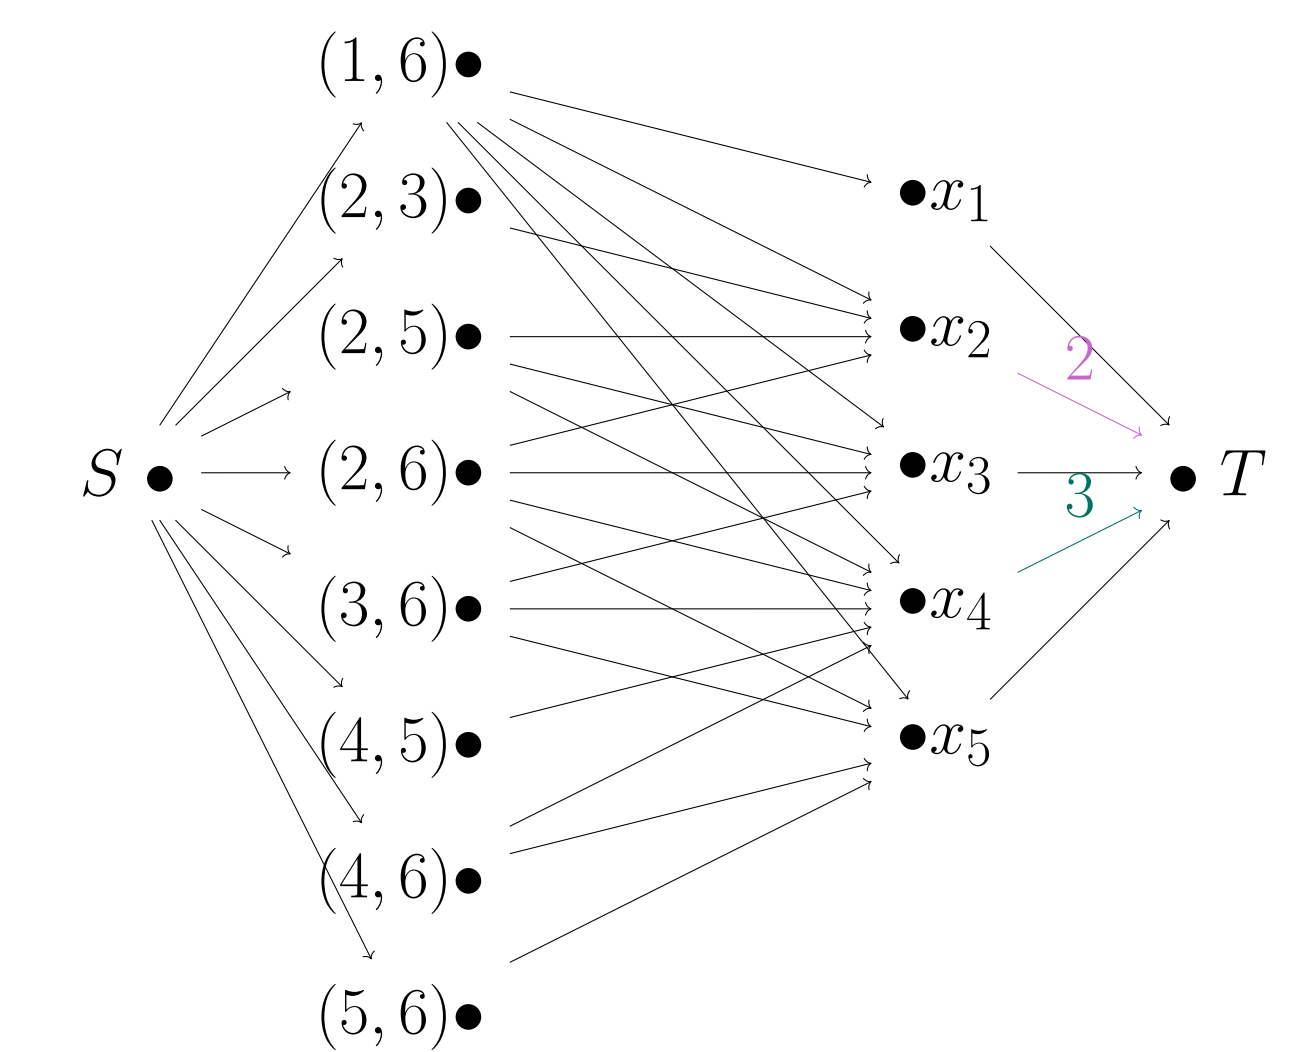 (1, 6)
(2, 3)
x₁
(2, 5)
x₂
2
S
(2, 6)
x₃
T
3
(3, 6)
x₄
(4, 5)
x₅
(4, 6)
(5, 6)